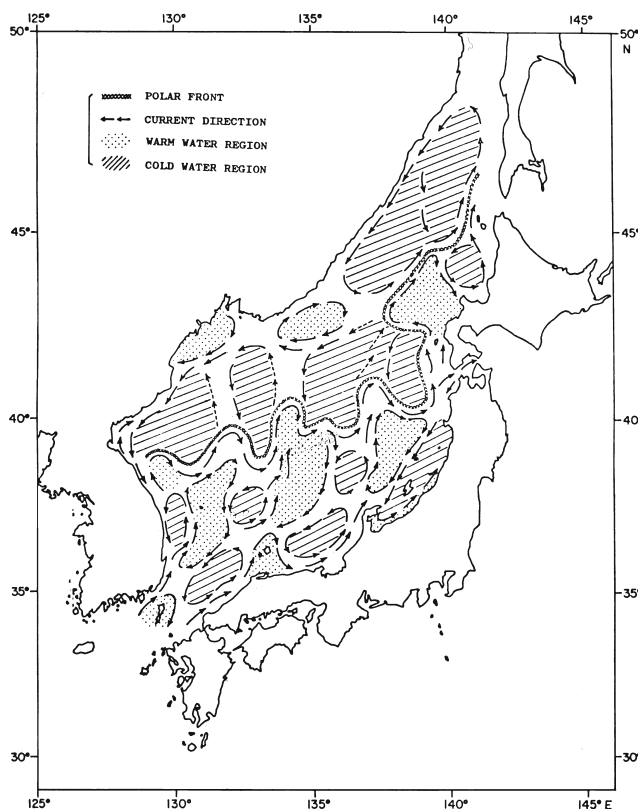 125° 130° 135° 140° 145°
50° 50°
N
POLAR FRONT
CURRENT DIRECTION
WARM WATER REGION
COLD WATER REGION
45° 45°
40° 40°
35° 35°
30° 30°
125° 130° 135° 140° 145° E